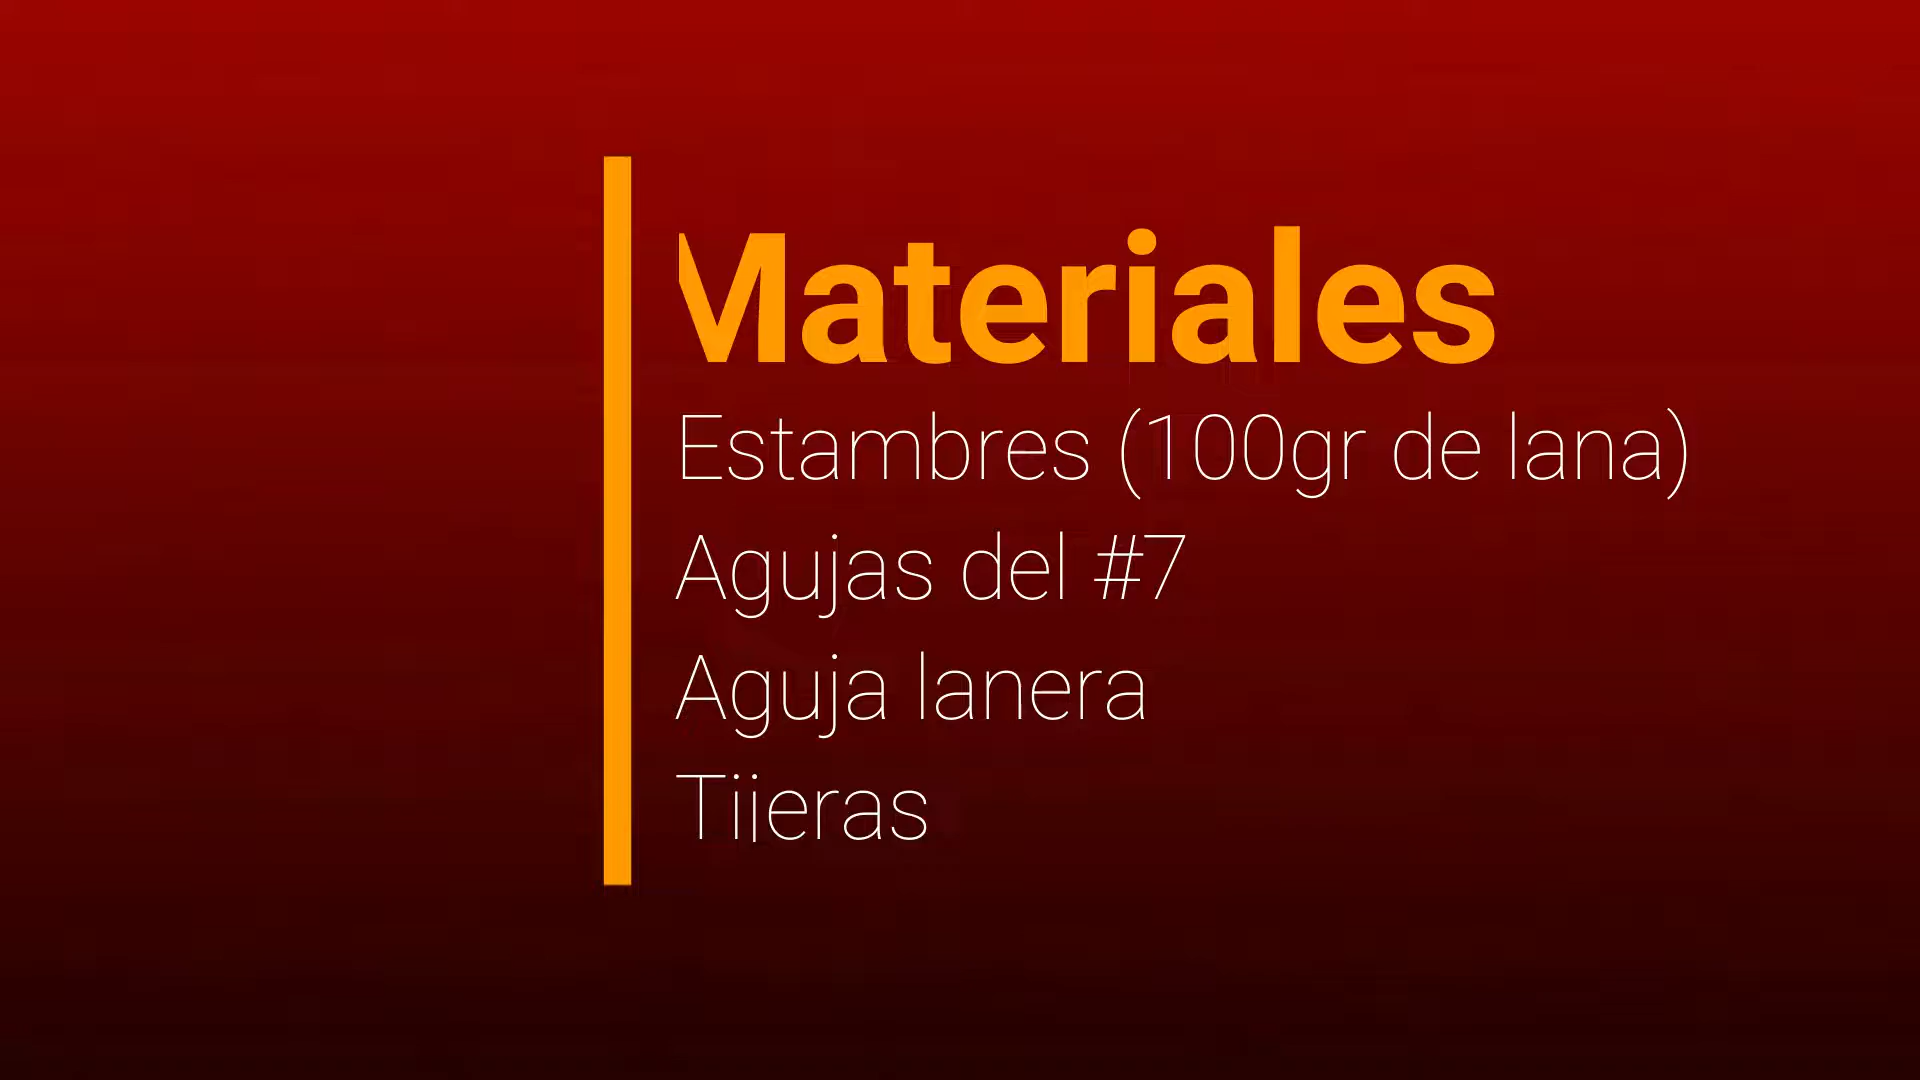 Materiales
Estambres (100gr de lana)
Agujas del #7
Aguja lanera
Tijeras